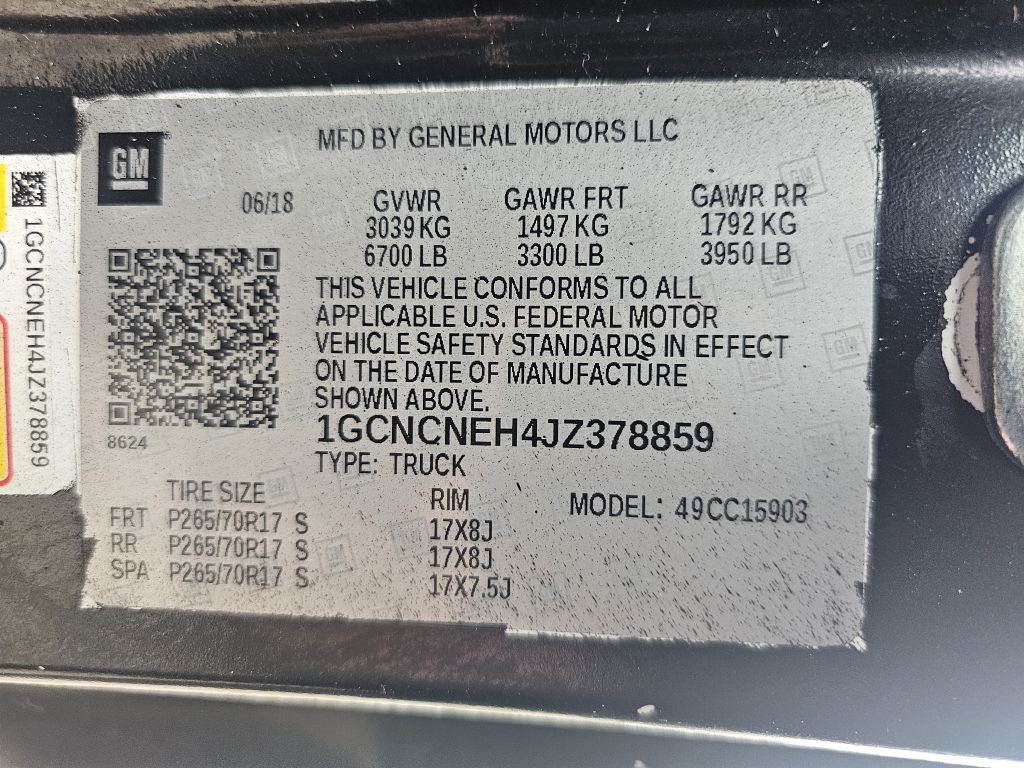 GM
MFD BY GENERAL MOTORS LLC
06/18
GVWR GAWR FRT GAWR RR
3039 KG 1497 KG 1792 KG
6700 LB 3300 LB 3950 LB
THIS VEHICLE CONFORMS TO ALL
APPLICABLE U.S. FEDERAL MOTOR
VEHICLE SAFETY STANDARDS IN EFFECT
ON THE DATE OF MANUFACTURE
SHOWN ABOVE.
8624
1GCNCNEH4JZ378859
TYPE: TRUCK
TIRE SIZE RIM MODEL: 49CC15903
FRT P265/70R17 S 17X8J
RR P265/70R17 S 17X8J
SPA P265/70R17 S 17X7.5J
1GCNCNEH4JZ378859